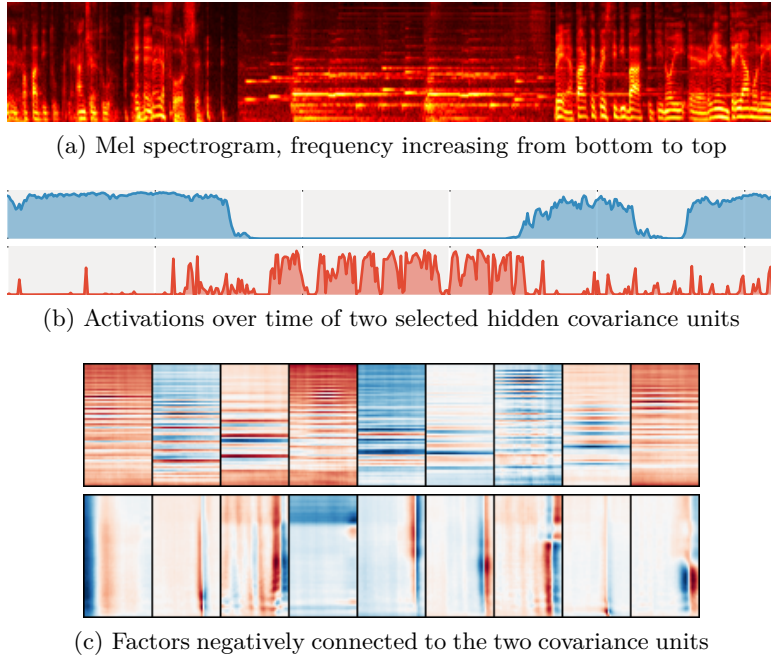 (a) Mel spectrogram, frequency increasing from bottom to top
(b) Activations over time of two selected hidden covariance units
(c) Factors negatively connected to the two covariance units